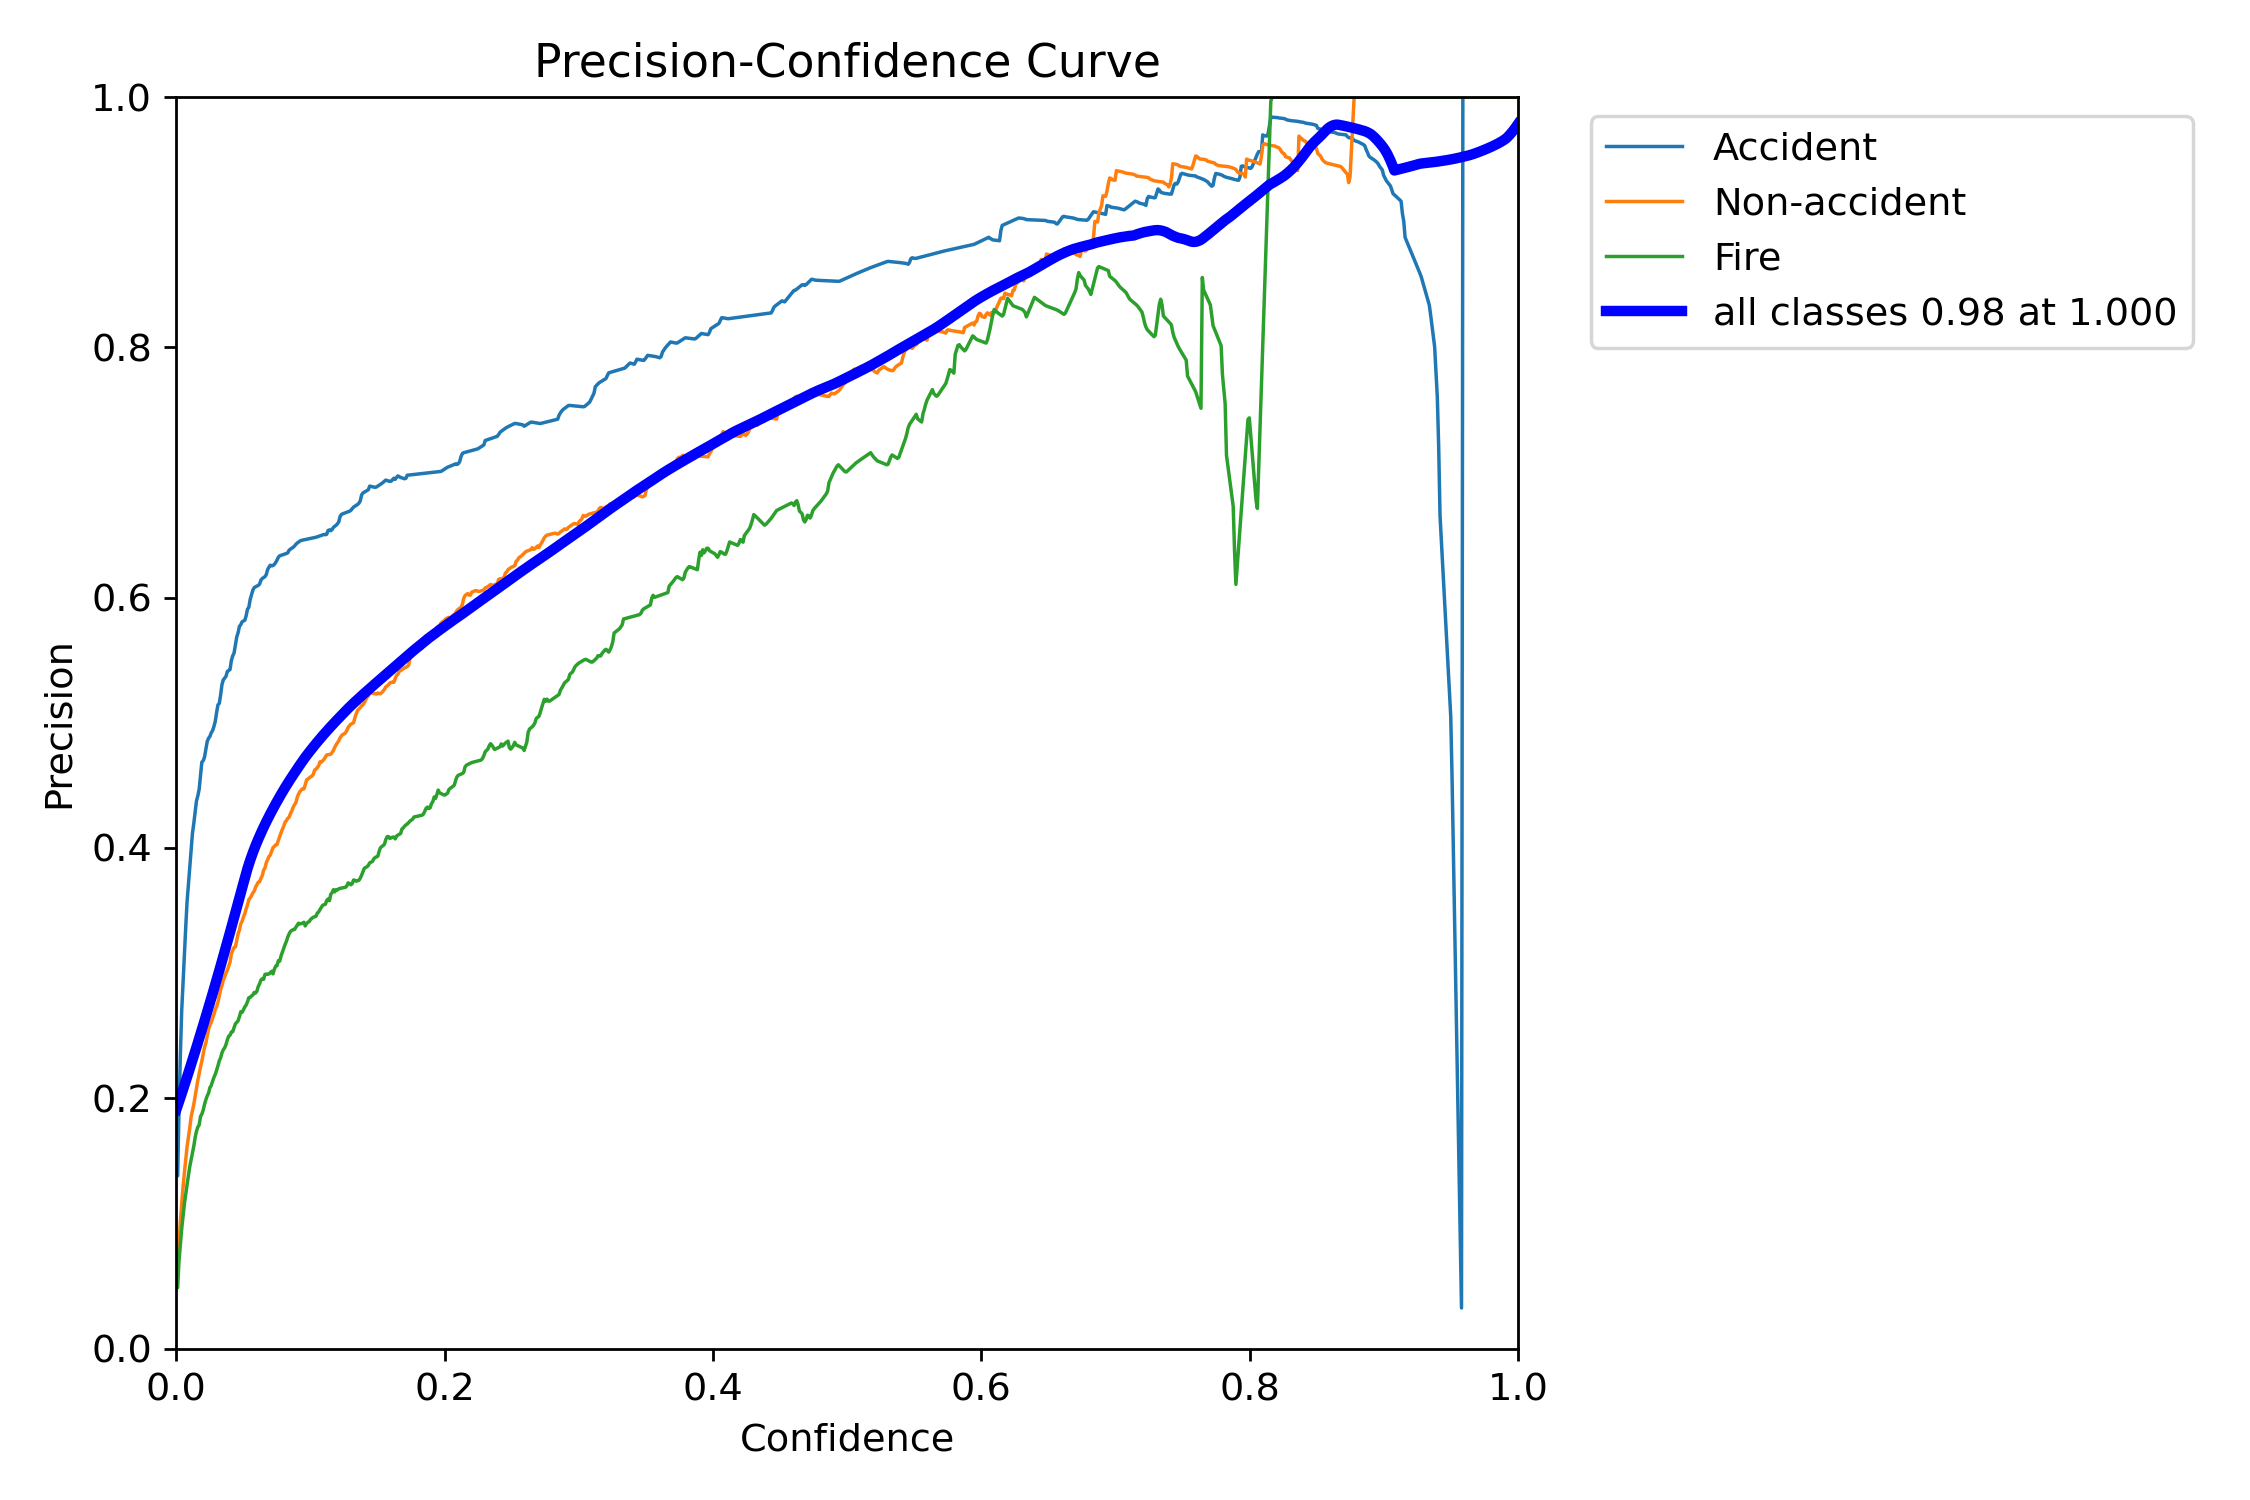 Precision-Confidence Curve
1.0
0.8
0.6
0.4
0.2
0.0
Precision
0.0 0.2 0.4 0.6 0.8 1.0
Confidence
Accident
Non-accident
Fire
all classes 0.98 at 1.000